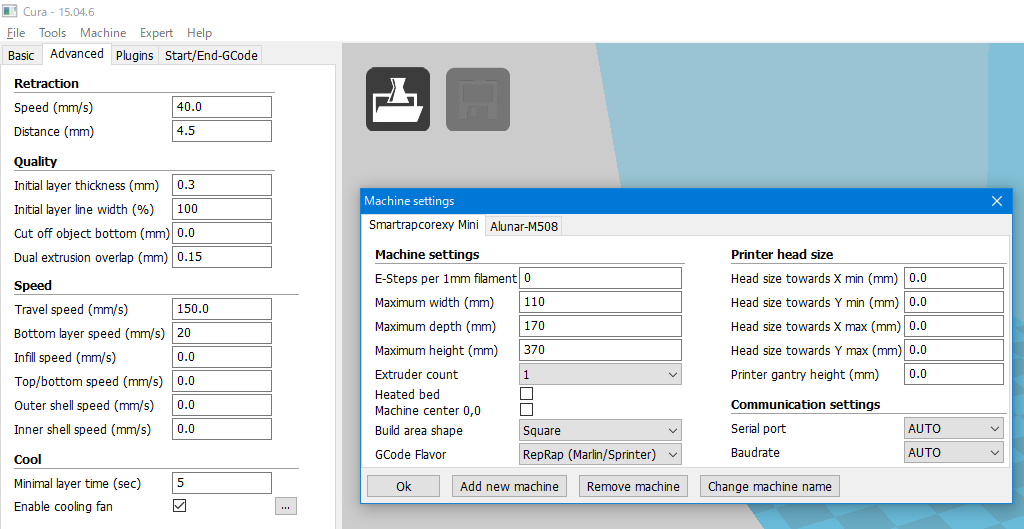 Cura - 15.04.6
File Tools Machine Expert Help
Basic Advanced Plugins Start/End-GCode
Retraction
Speed (mm/s) 40.0
Distance (mm) 4.5
Quality
Initial layer thickness (mm) 0.3
Initial layer line width (%) 100
Cut off object bottom (mm) 0.0
Dual extrusion overlap (mm) 0.15
Speed
Travel speed (mm/s) 150.0
Bottom layer speed (mm/s) 20
Infill speed (mm/s) 0.0
Top/bottom speed (mm/s) 0.0
Outer shell speed (mm/s) 0.0
Inner shell speed (mm/s) 0.0
Cool
Minimal layer time (sec) 5
Enable cooling fan ...
Machine settings
Smartrapcorexy Mini Alunar-M508
Machine settings
E-Steps per 1mm filament 0
Maximum width (mm) 110
Maximum depth (mm) 170
Maximum height (mm) 370
Extruder count 1
Heated bed
Machine center 0,0
Build area shape Square
GCode Flavor RepRap (Marlin/Sprinter)
Printer head size
Head size towards X min (mm) 0.0
Head size towards Y min (mm) 0.0
Head size towards X max (mm) 0.0
Head size towards Y max (mm) 0.0
Printer gantry height (mm) 0.0
Communication settings
Serial port AUTO
Baudrate AUTO
Ok Add new machine Remove machine Change machine name